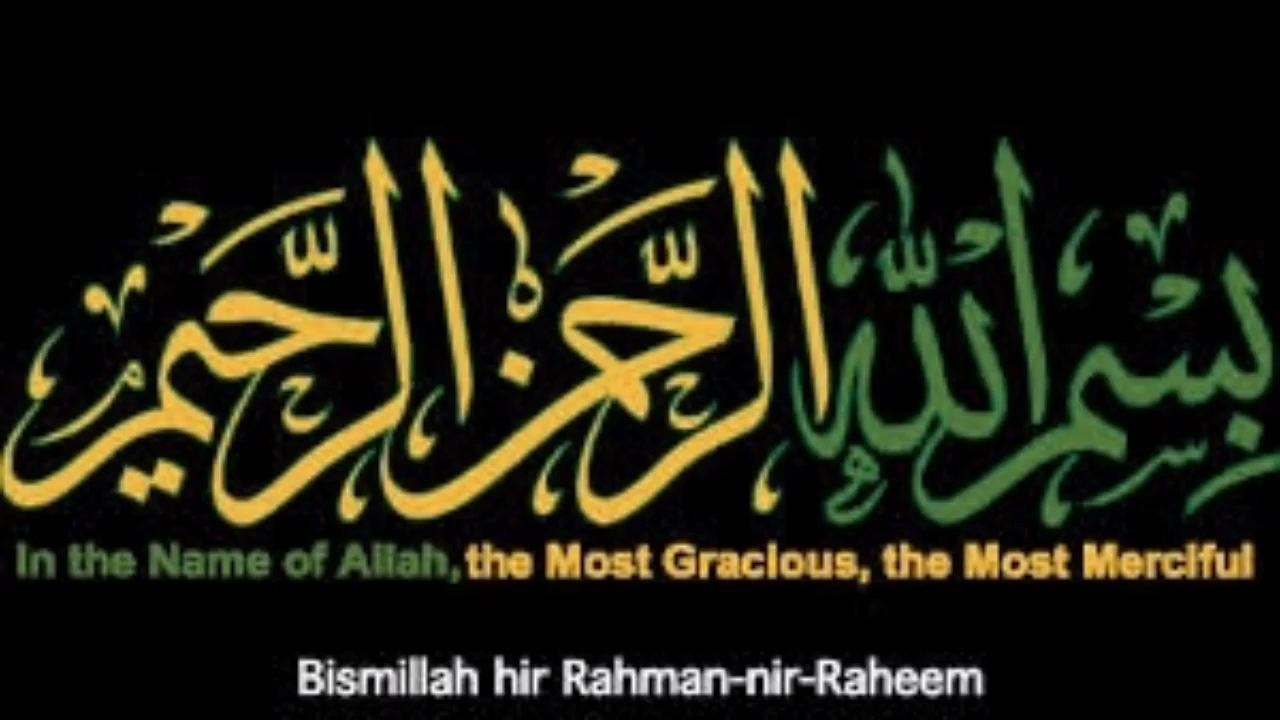 بسم الله الرحمن الرحيم
In the Name of Allah, the Most Gracious, the Most Merciful
Bismillah hir Rahman-nir-Raheem